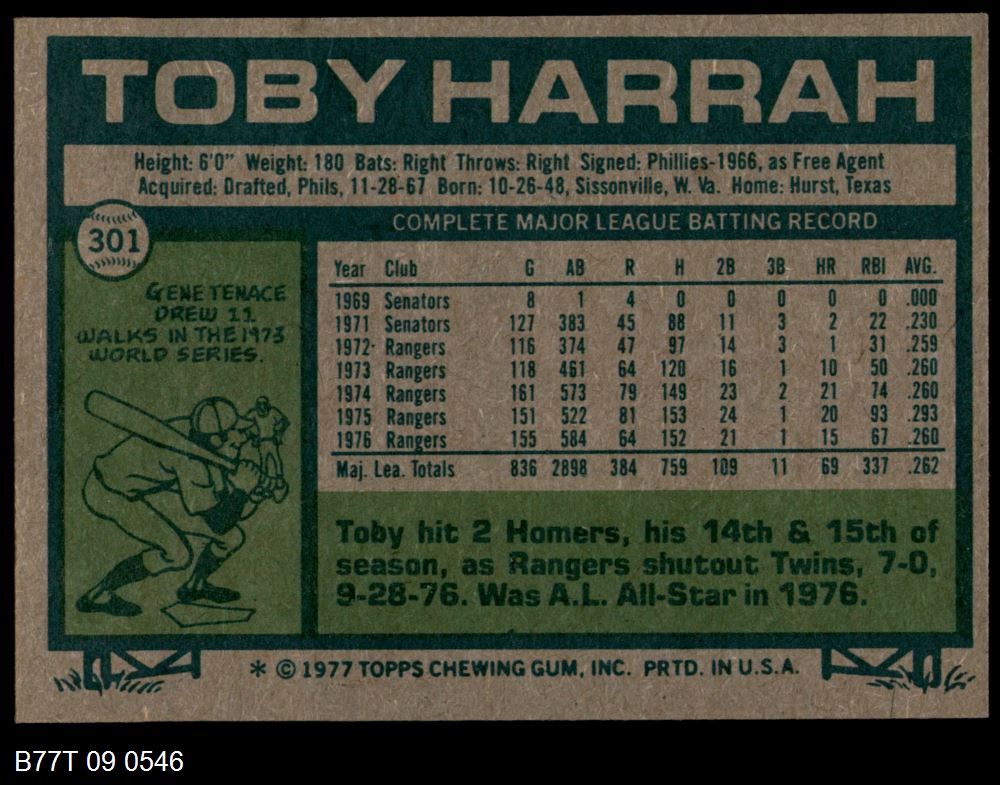 TOBY HARRAH
Height: 6'0" Weight: 180 Bats: Right Throws: Right Signed: Phillies-1966, as Free Agent
Acquired: Drafted, Phils, 11-28-67 Born: 10-26-48, Sissonville, W. Va. Home: Hurst, Texas
COMPLETE MAJOR LEAGUE BATTING RECORD
301
GENE TENACE
DREW 11
WALKS IN THE 1973
WORLD SERIES.
Year Club G AB R H 2B 3B HR RBI AVG.
1969 Senators 8 1 4 0 0 0 0 0 .000
1971 Senators 127 383 45 88 11 3 2 22 .230
1972 Rangers 116 374 47 97 14 3 1 31 .259
1973 Rangers 118 461 64 120 16 1 10 50 .260
1974 Rangers 161 573 79 149 23 2 21 74 .260
1975 Rangers 151 522 81 153 24 1 20 93 .293
1976 Rangers 155 584 64 152 21 1 15 67 .260
Maj. Lea. Totals 836 2898 384 759 109 11 69 337 .262
Toby hit 2 Homers, his 14th & 15th of
season, as Rangers shutout Twins, 7-0,
9-28-76. Was A.L. All-Star in 1976.
* © 1977 TOPPS CHEWING GUM, INC. PRTD. IN U.S.A.
B77T 09 0546